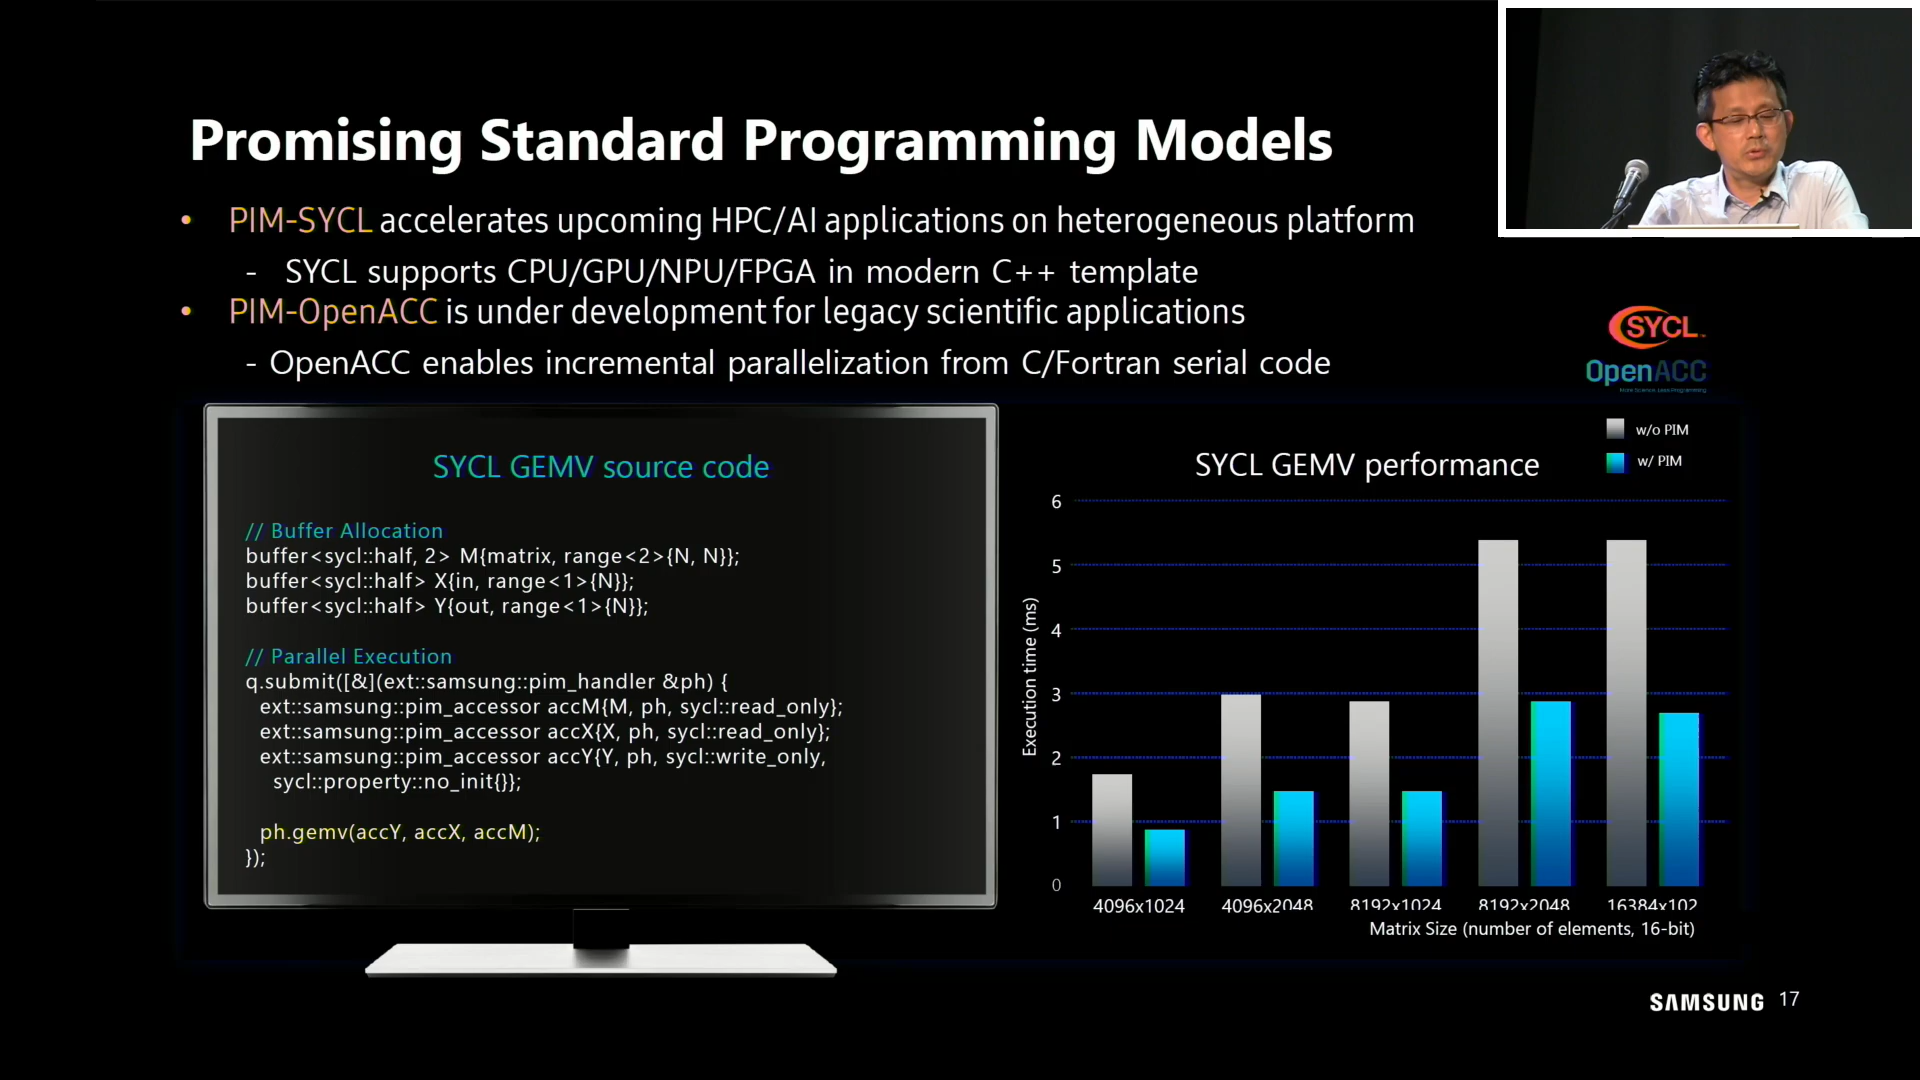 Promising Standard Programming Models
• PIM-SYCL accelerates upcoming HPC/AI applications on heterogeneous platform
- SYCL supports CPU/GPU/NPU/FPGA in modern C++ template
• PIM-OpenACC is under development for legacy scientific applications
- OpenACC enables incremental parallelization from C/Fortran serial code
SYCL
OpenACC
SYCL GEMV source code
// Buffer Allocation
buffer<sycl::half, 2> M{matrix, range<2>{N, N}};
buffer<sycl::half> X{in, range<1>{N}};
buffer<sycl::half> Y{out, range<1>{N}};
// Parallel Execution
q.submit([&](ext::samsung::pim_handler &ph) {
ext::samsung::pim_accessor accM{M, ph, sycl::read_only};
ext::samsung::pim_accessor accX{X, ph, sycl::read_only};
ext::samsung::pim_accessor accY{Y, ph, sycl::write_only,
sycl::property::no_init{}};
ph.gemv(accY, accX, accM);
});
w/o PIM
w/ PIM
SYCL GEMV performance
Execution time (ms)
6
5
4
3
2
1
0
4096x1024 4096x2048 8192x1024 8192x2048 16384x102
Matrix Size (number of elements, 16-bit)
SAMSUNG 17